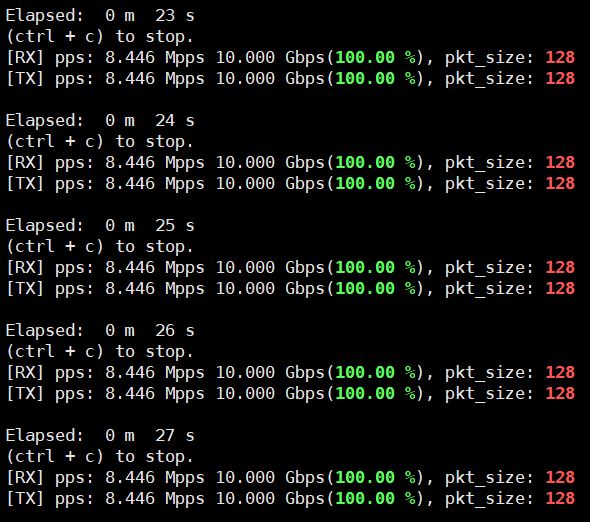 Elapsed:  0 m  23 s
(ctrl + c) to stop.
[RX] pps: 8.446 Mpps 10.000 Gbps(100.00 %), pkt_size: 128
[TX] pps: 8.446 Mpps 10.000 Gbps(100.00 %), pkt_size: 128

Elapsed:  0 m  24 s
(ctrl + c) to stop.
[RX] pps: 8.446 Mpps 10.000 Gbps(100.00 %), pkt_size: 128
[TX] pps: 8.446 Mpps 10.000 Gbps(100.00 %), pkt_size: 128

Elapsed:  0 m  25 s
(ctrl + c) to stop.
[RX] pps: 8.446 Mpps 10.000 Gbps(100.00 %), pkt_size: 128
[TX] pps: 8.446 Mpps 10.000 Gbps(100.00 %), pkt_size: 128

Elapsed:  0 m  26 s
(ctrl + c) to stop.
[RX] pps: 8.446 Mpps 10.000 Gbps(100.00 %), pkt_size: 128
[TX] pps: 8.446 Mpps 10.000 Gbps(100.00 %), pkt_size: 128

Elapsed:  0 m  27 s
(ctrl + c) to stop.
[RX] pps: 8.446 Mpps 10.000 Gbps(100.00 %), pkt_size: 128
[TX] pps: 8.446 Mpps 10.000 Gbps(100.00 %), pkt_size: 128